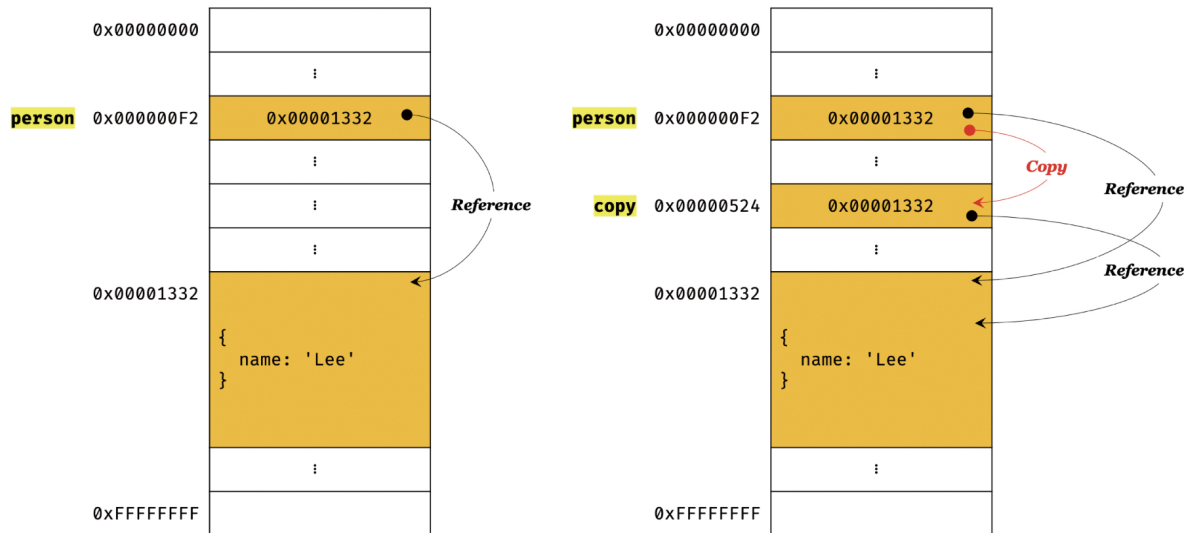 0x00000000
⋮
person 0x000000F2 0x00001332
⋮
⋮
Reference
⋮
0x00001332
{
name: 'Lee'
}
⋮
0xFFFFFFFF
0x00000000
⋮
person 0x000000F2 0x00001332
⋮
Copy
Reference
copy 0x00000524 0x00001332
⋮
Reference
0x00001332
{
name: 'Lee'
}
⋮
0xFFFFFFFF